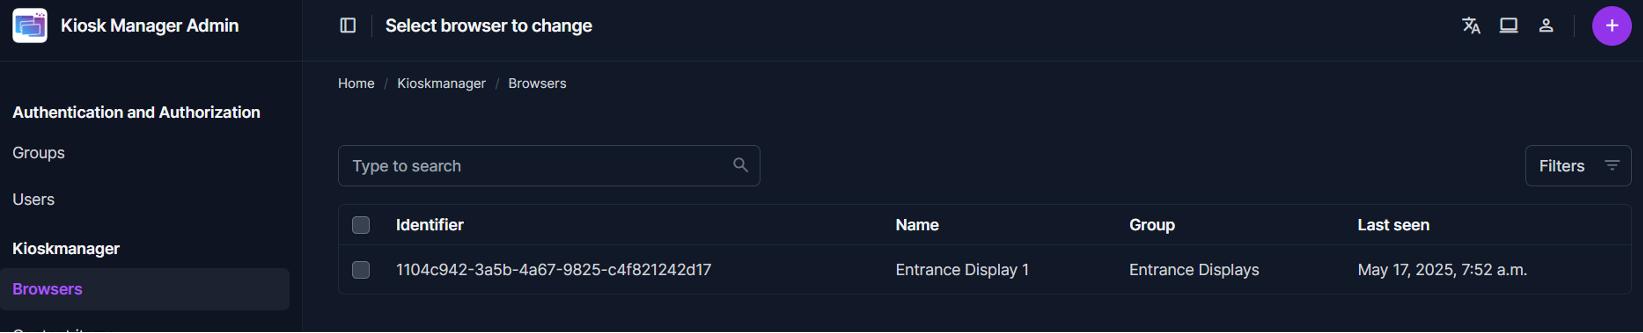 Kiosk Manager Admin
Select browser to change
Home / Kioskmanager / Browsers
Authentication and Authorization
Groups
Users
Kioskmanager
Browsers
Type to search
Filters
Identifier Name Group Last seen
1104c942-3a5b-4a67-9825-c4f821242d17 Entrance Display 1 Entrance Displays May 17, 2025, 7:52 a.m.